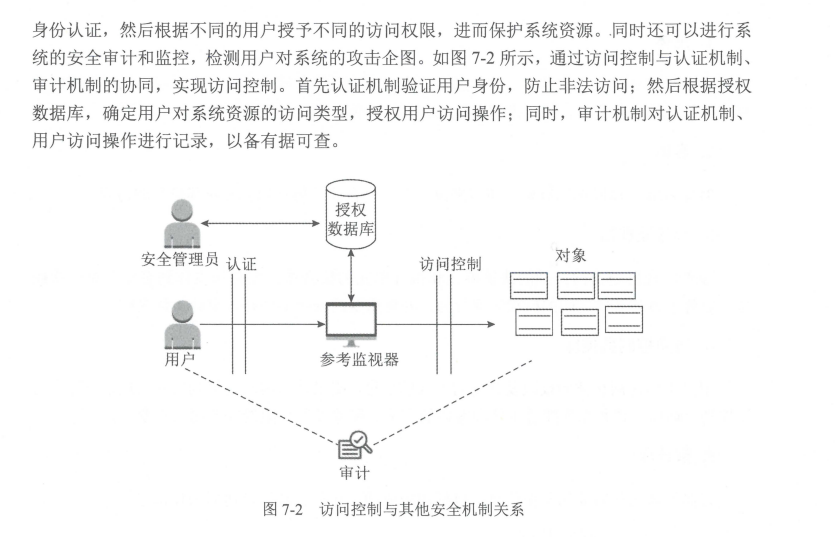 身份认证，然后根据不同的用户授予不同的访问权限，进而保护系统资源。同时还可以进行系
统的安全审计和监控，检测用户对系统的攻击企图。如图 7-2 所示，通过访问控制与认证机制、
审计机制的协同，实现访问控制。首先认证机制验证用户身份，防止非法访问；然后根据授权
数据库，确定用户对系统资源的访问类型，授权用户访问操作；同时，审计机制对认证机制、
用户访问操作进行记录，以备有据可查。
授权
数据库
安全管理员
认证
访问控制
对象
用户
参考监视器
审计
图 7-2 访问控制与其他安全机制关系